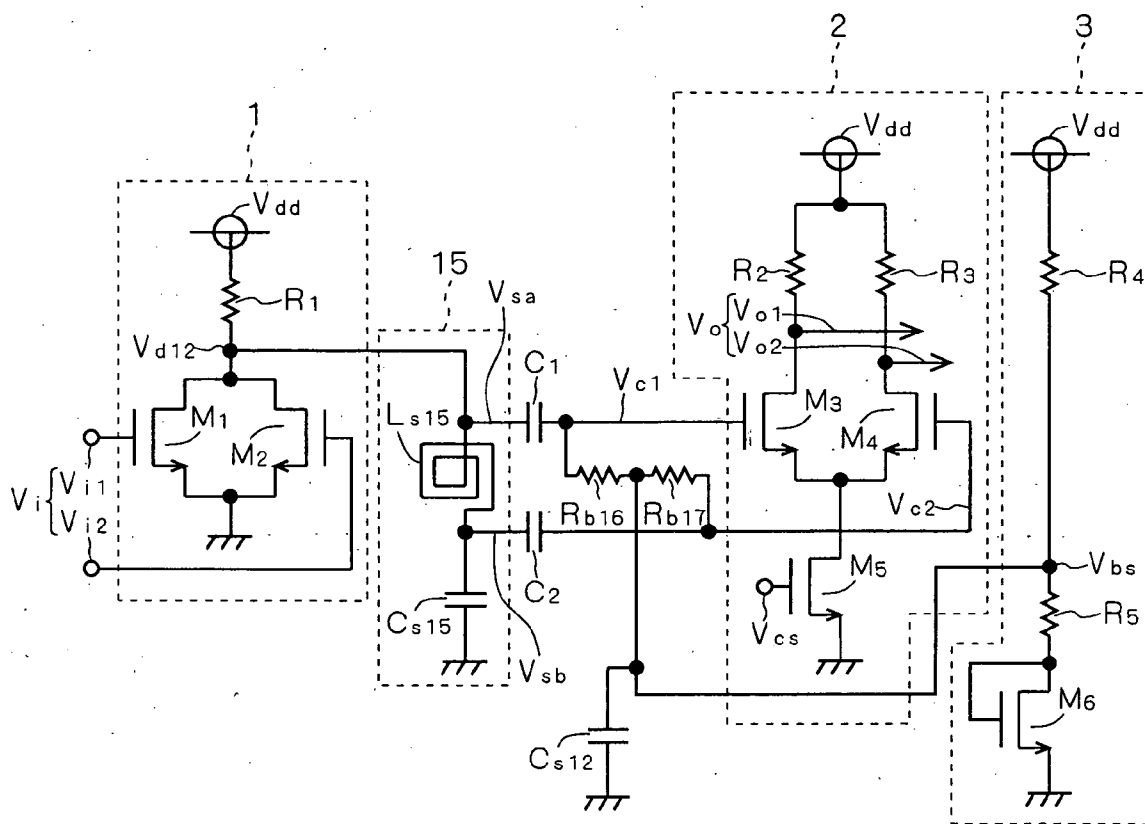 1
Vdd
R1
Vd12
M1
M2
Vi
Vi1
Vi2
15
Vsa
Ls15
Cs15
Vsb
C1
C2
Vc1
Rb16
Rb17
Cs12
2
Vdd
R2
R3
Vo
Vo1
Vo2
M3
M4
Vc2
M5
Vcs
3
Vdd
R4
Vbs
R5
M6